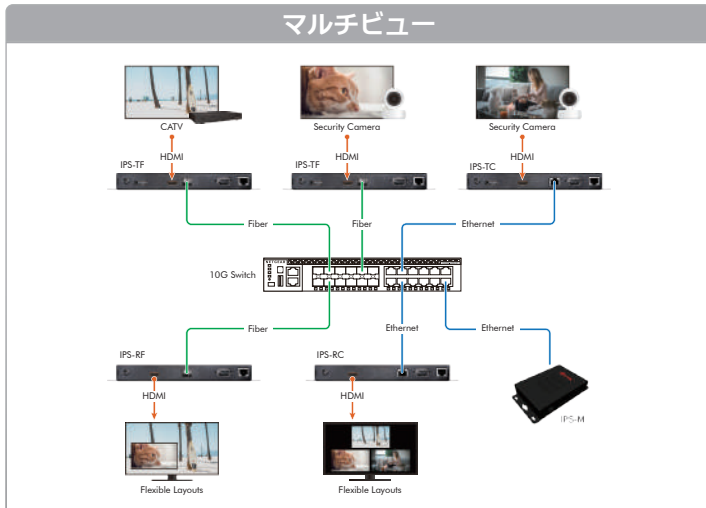 マルチビュー
CATV
Security Camera
Security Camera
HDMI
HDMI
HDMI
IPS-TF
IPS-TF
IPS-TC
Fiber
Fiber
Ethernet
NETGEAR
10G Switch
Fiber
Ethernet
Ethernet
IPS-RF
IPS-RC
HDMI
HDMI
IPS-M
Flexible Layouts
Flexible Layouts